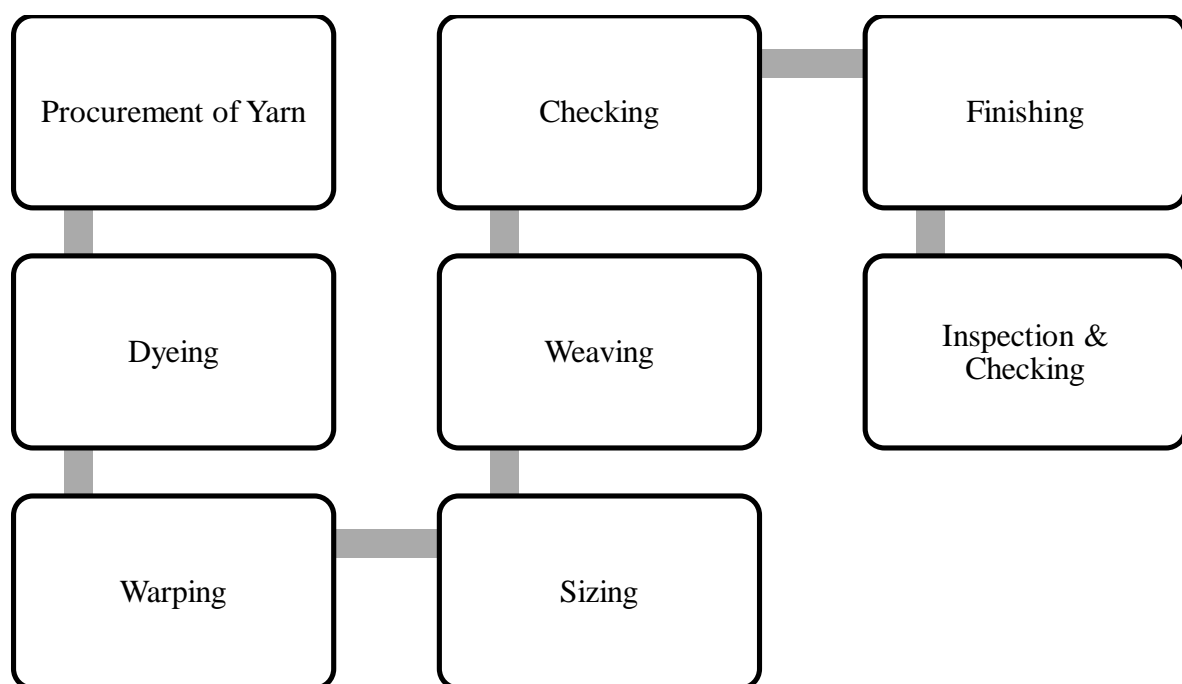 Procurement of Yarn
Dyeing
Warping
Sizing
Weaving
Checking
Finishing
Inspection &
Checking